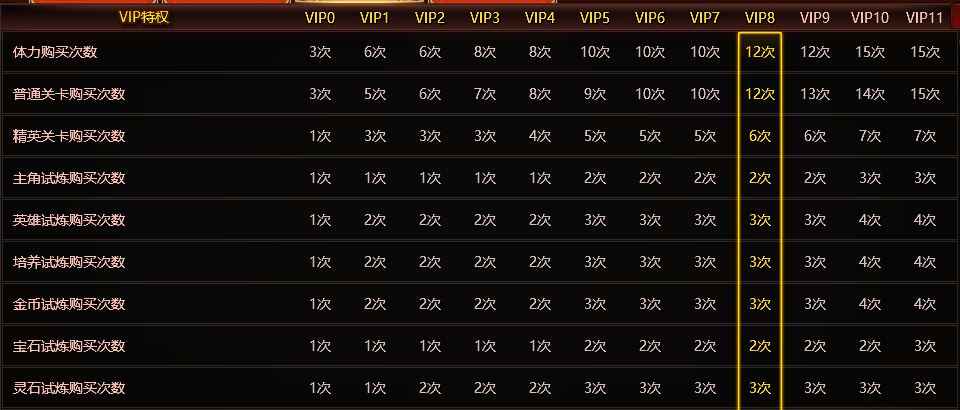 VIP特权 VIP0 VIP1 VIP2 VIP3 VIP4 VIP5 VIP6 VIP7 VIP8 VIP9 VIP10 VIP11
体力购买次数 3次 6次 6次 8次 8次 10次 10次 10次 12次 12次 15次 15次
普通关卡购买次数 3次 5次 6次 7次 8次 9次 10次 10次 12次 13次 14次 15次
精英关卡购买次数 1次 3次 3次 3次 4次 5次 5次 5次 6次 6次 7次 7次
主角试炼购买次数 1次 1次 1次 1次 1次 2次 2次 2次 2次 2次 3次 3次
英雄试炼购买次数 1次 2次 2次 2次 2次 3次 3次 3次 3次 3次 4次 4次
培养试炼购买次数 1次 2次 2次 2次 2次 3次 3次 3次 3次 3次 4次 4次
金币试炼购买次数 1次 2次 2次 2次 2次 3次 3次 3次 3次 3次 4次 4次
宝石试炼购买次数 1次 1次 1次 1次 1次 2次 2次 2次 2次 2次 2次 3次
灵石试炼购买次数 1次 1次 2次 2次 2次 3次 3次 3次 3次 3次 3次 3次